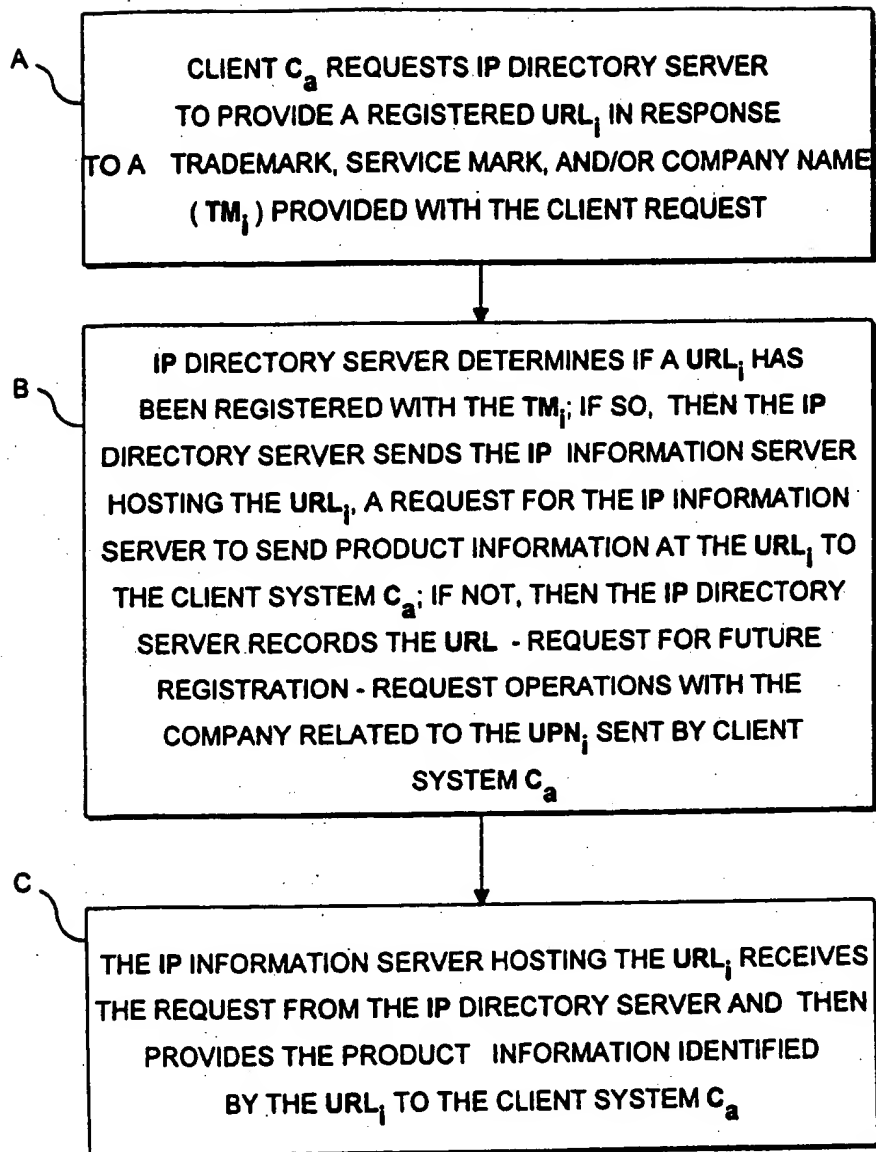 A
CLIENT Ca REQUESTS IP DIRECTORY SERVER
TO PROVIDE A REGISTERED URLi IN RESPONSE
TO A TRADEMARK, SERVICE MARK, AND/OR COMPANY NAME
( TMi ) PROVIDED WITH THE CLIENT REQUEST
B
IP DIRECTORY SERVER DETERMINES IF A URLi HAS
BEEN REGISTERED WITH THE TMi; IF SO, THEN THE IP
DIRECTORY SERVER SENDS THE IP INFORMATION SERVER
HOSTING THE URLi, A REQUEST FOR THE IP INFORMATION
SERVER TO SEND PRODUCT INFORMATION AT THE URLi TO
THE CLIENT SYSTEM Ca; IF NOT, THEN THE IP DIRECTORY
SERVER RECORDS THE URL - REQUEST FOR FUTURE
REGISTRATION - REQUEST OPERATIONS WITH THE
COMPANY RELATED TO THE UPNi SENT BY CLIENT
SYSTEM Ca
C
THE IP INFORMATION SERVER HOSTING THE URLi RECEIVES
THE REQUEST FROM THE IP DIRECTORY SERVER AND THEN
PROVIDES THE PRODUCT INFORMATION IDENTIFIED
BY THE URLi TO THE CLIENT SYSTEM Ca